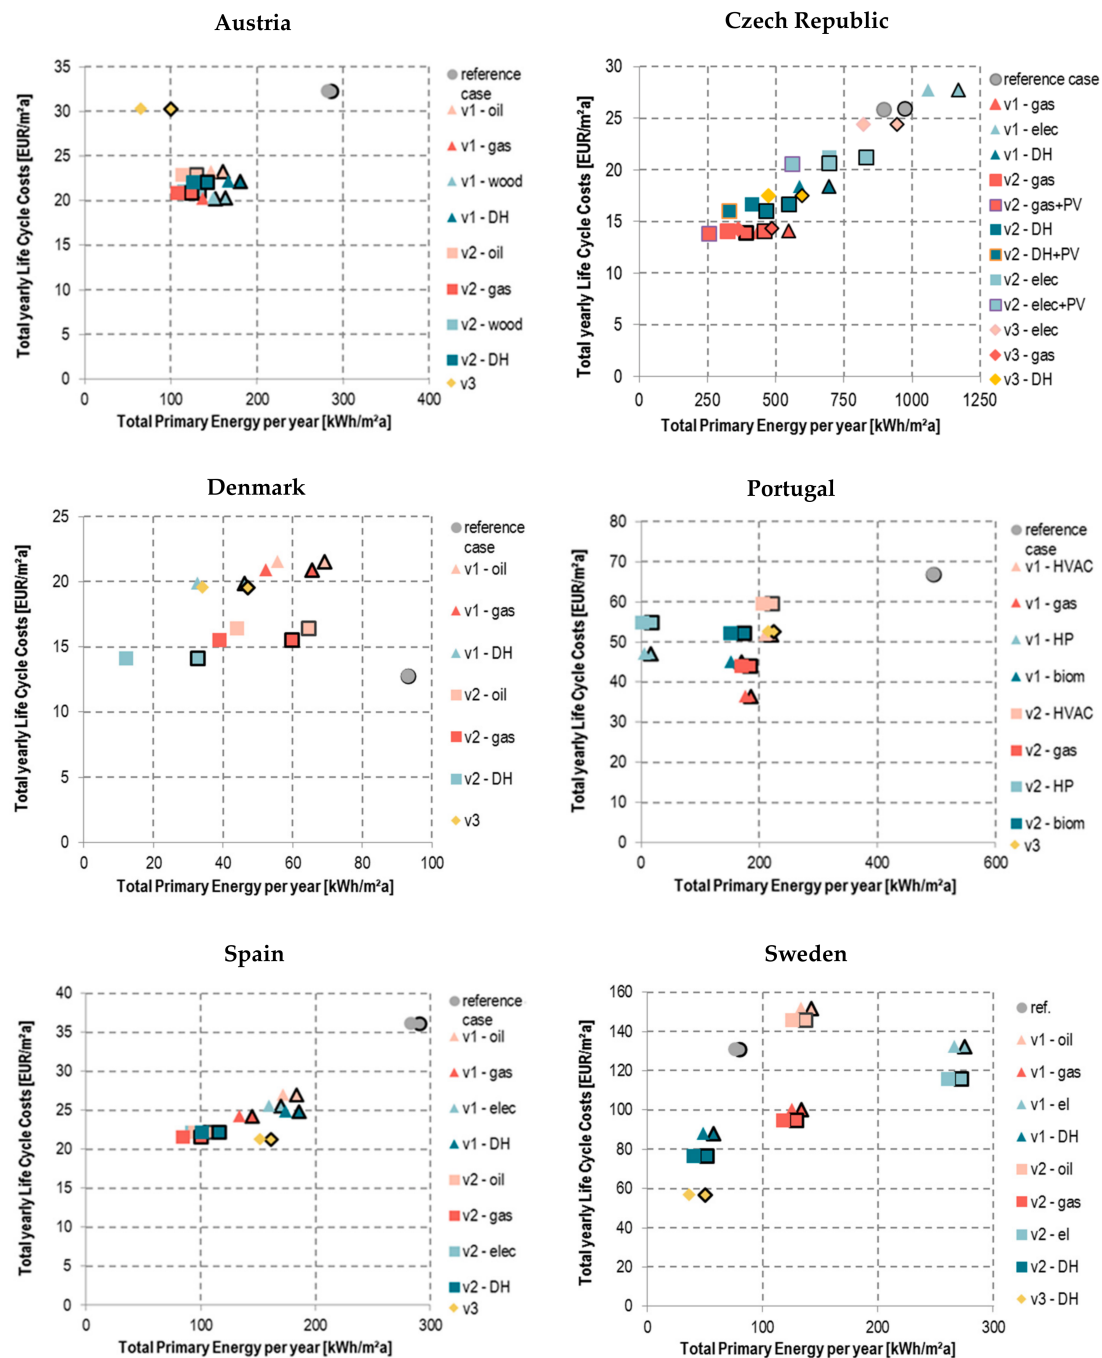 Austria
Total yearly Life Cycle Costs [EUR/m²a]
35
30
25
20
15
10
5
0
0 100 200 300 400
Total Primary Energy per year [kWh/m²a]
reference
case
v1 - oil
v1 - gas
v1 - wood
v1 - DH
v2 - oil
v2 - gas
v2 - wood
v2 - DH
v3
Czech Republic
Total yearly Life Cycle Costs [EUR/m²a]
30
25
20
15
10
5
0
0 250 500 750 1000 1250
Total Primary Energy per year [kWh/m²a]
reference case
v1 - gas
v1 - elec
v1 - DH
v2 - gas
v2 - gas+PV
v2 - DH
v2 - DH+PV
v2 - elec
v2 - elec+PV
v3 - elec
v3 - gas
v3 - DH
Denmark
Total yearly Life Cycle Costs [EUR/m²a]
25
20
15
10
5
0
0 20 40 60 80 100
Total Primary Energy per year [kWh/m²a]
reference
case
v1 - oil
v1 - gas
v1 - DH
v2 - oil
v2 - gas
v2 - DH
v3
Portugal
Total yearly Life Cycle Costs [EUR/m²a]
80
70
60
50
40
30
20
10
0
0 200 400 600
Total Primary Energy per year [kWh/m²a]
reference
case
v1 - HVAC
v1 - gas
v1 - HP
v1 - biom
v2 - HVAC
v2 - gas
v2 - HP
v2 - biom
v3
Spain
Total yearly Life Cycle Costs [EUR/m²a]
40
35
30
25
20
15
10
5
0
0 100 200 300
Total Primary Energy per year [kWh/m²a]
reference
case
v1 - oil
v1 - gas
v1 - elec
v1 - DH
v2 - oil
v2 - gas
v2 - elec
v2 - DH
v3
Sweden
Total yearly Life Cycle Costs [EUR/m²a]
160
140
120
100
80
60
40
20
0
0 100 200 300
Total Primary Energy per year [kWh/m²a]
ref.
v1 - oil
v1 - gas
v1 - el
v1 - DH
v2 - oil
v2 - gas
v2 - el
v2 - DH
v3 - DH